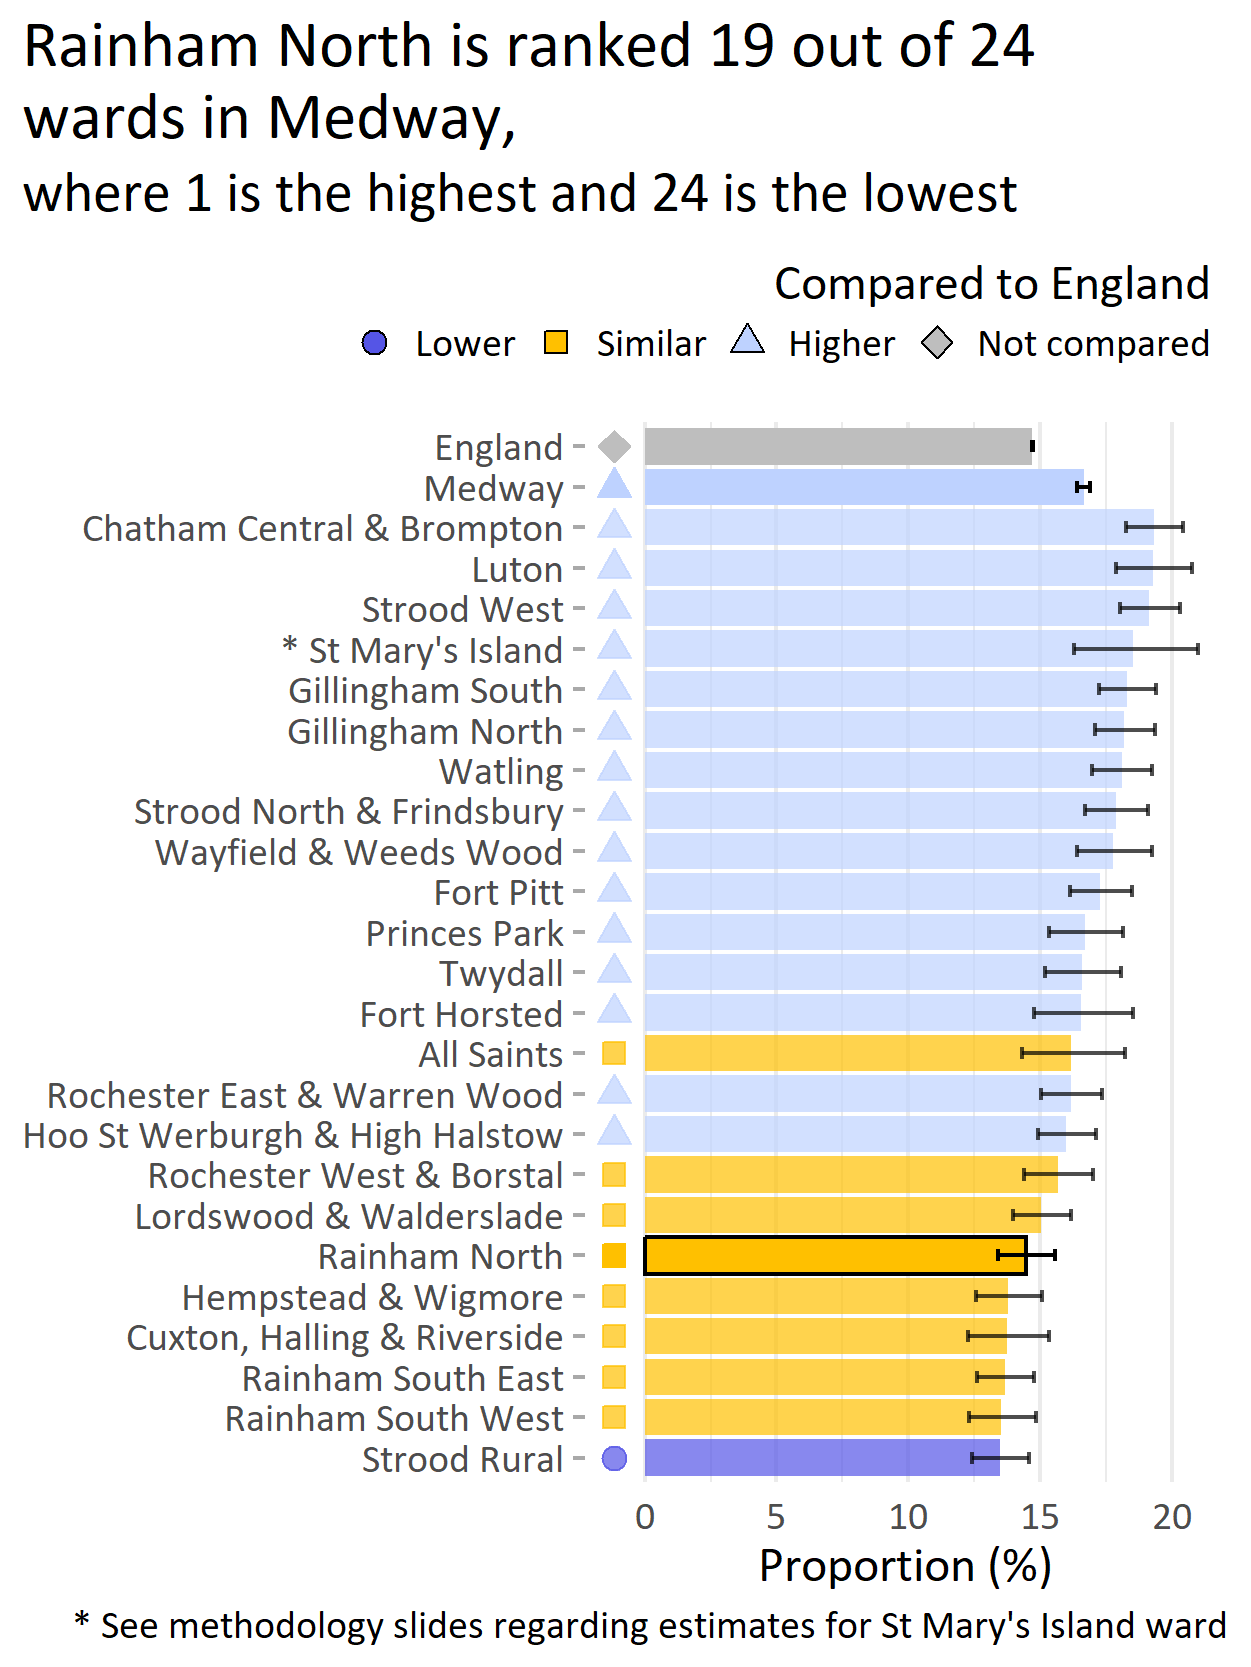 Rainham North is ranked 19 out of 24
wards in Medway,
where 1 is the highest and 24 is the lowest
Compared to England
Lower Similar Higher Not compared
England
Medway
Chatham Central & Brompton
Luton
Strood West
* St Mary's Island
Gillingham South
Gillingham North
Watling
Strood North & Frindsbury
Wayfield & Weeds Wood
Fort Pitt
Princes Park
Twydall
Fort Horsted
All Saints
Rochester East & Warren Wood
Hoo St Werburgh & High Halstow
Rochester West & Borstal
Lordswood & Walderslade
Rainham North
Hempstead & Wigmore
Cuxton, Halling & Riverside
Rainham South East
Rainham South West
Strood Rural
0 5 10 15 20
Proportion (%)
* See methodology slides regarding estimates for St Mary's Island ward